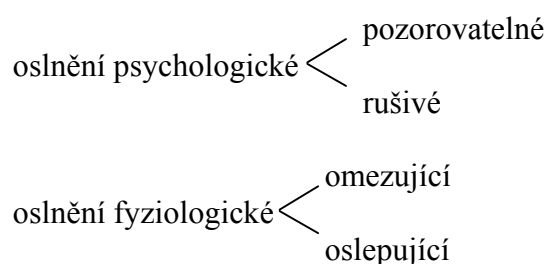 pozorovatelné
oslnění psychologické
rušivé
omezující
oslnění fyziologické
oslepující